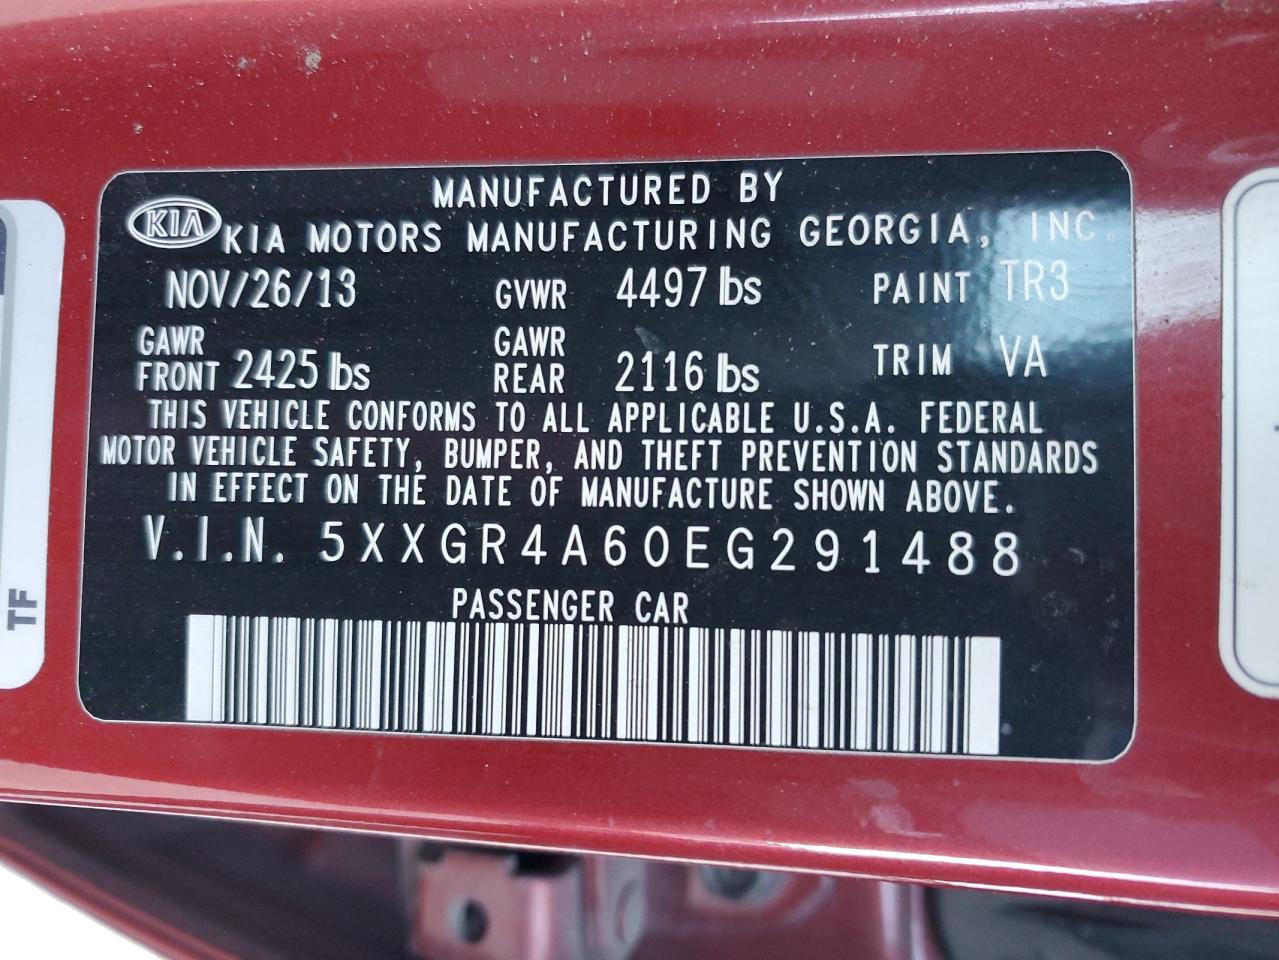 MANUFACTURED BY
KIA KIA MOTORS MANUFACTURING GEORGIA, INC.
NOV/26/13 GVWR 4497 lbs PAINT TR3
GAWR FRONT 2425 lbs GAWR REAR 2116 lbs TRIM VA
THIS VEHICLE CONFORMS TO ALL APPLICABLE U.S.A. FEDERAL
MOTOR VEHICLE SAFETY, BUMPER, AND THEFT PREVENTION STANDARDS
IN EFFECT ON THE DATE OF MANUFACTURE SHOWN ABOVE.
V.I.N. 5XXGR4A60EG291488
PASSENGER CAR
TF